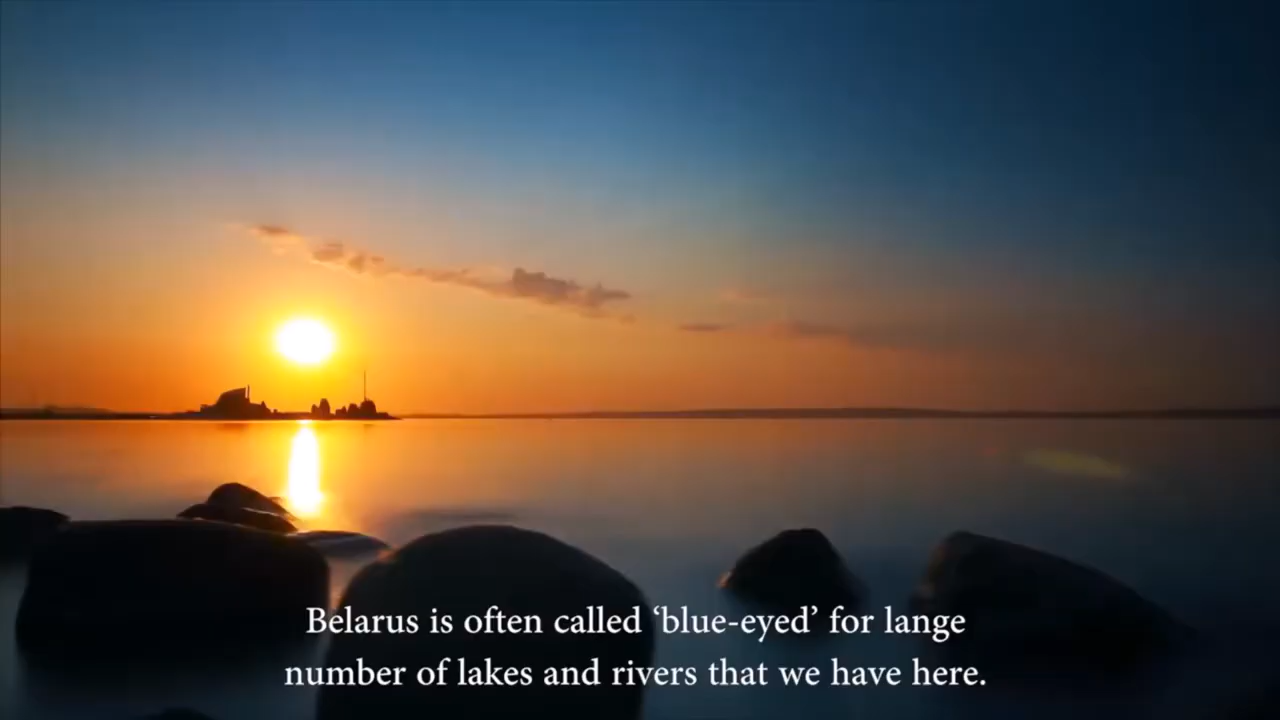 Belarus is often called ‘blue-eyed’ for lange
number of lakes and rivers that we have here.